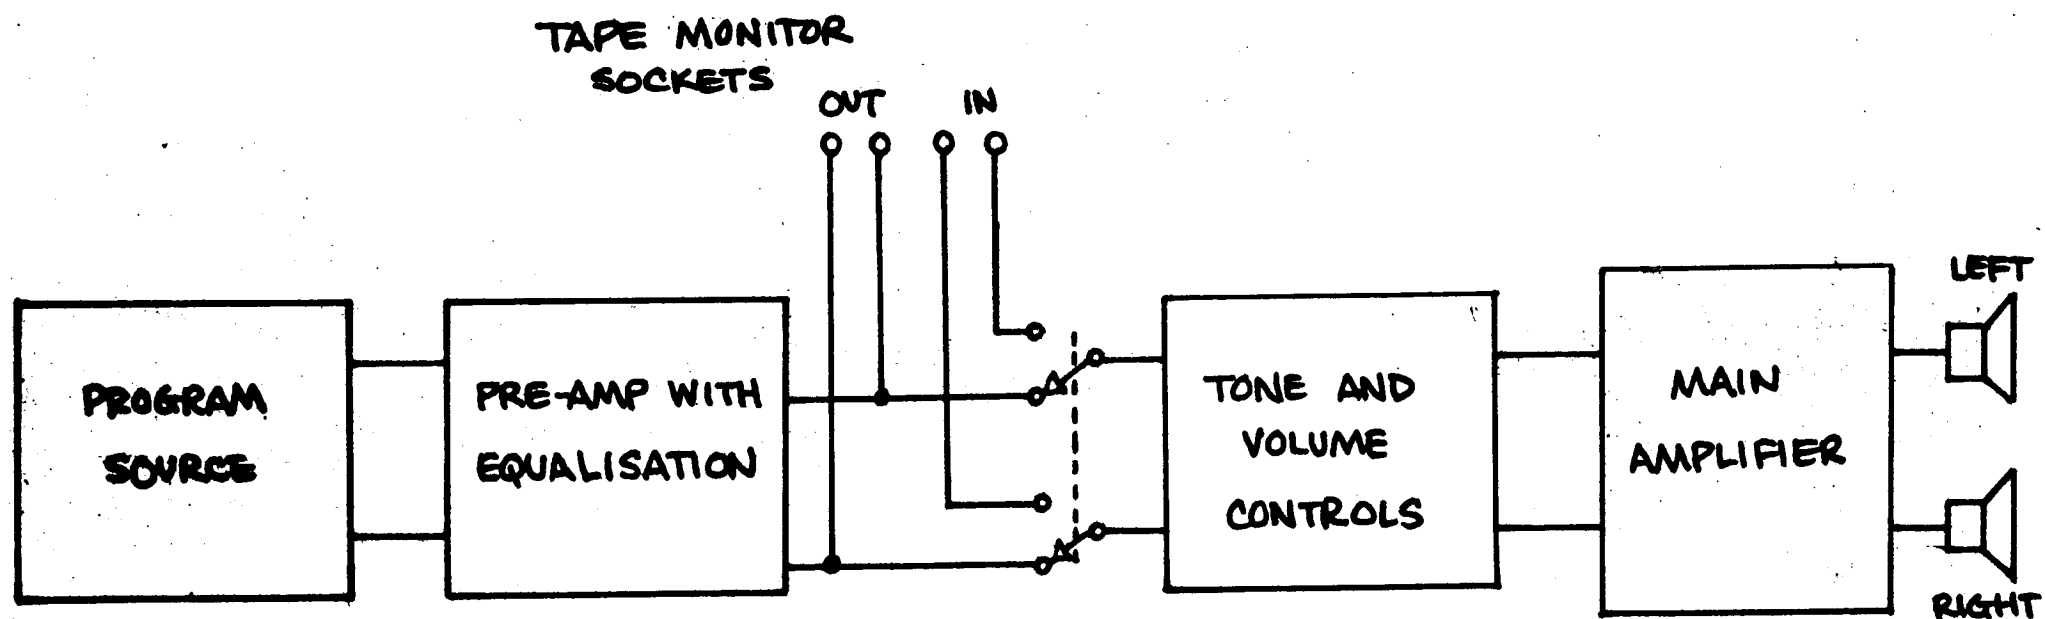 TAPE MONITOR
SOCKETS
OUT
IN
PROGRAM
SOURCE
PRE-AMP WITH
EQUALISATION
TONE AND
VOLUME
CONTROLS
MAIN
AMPLIFIER
LEFT
RIGHT